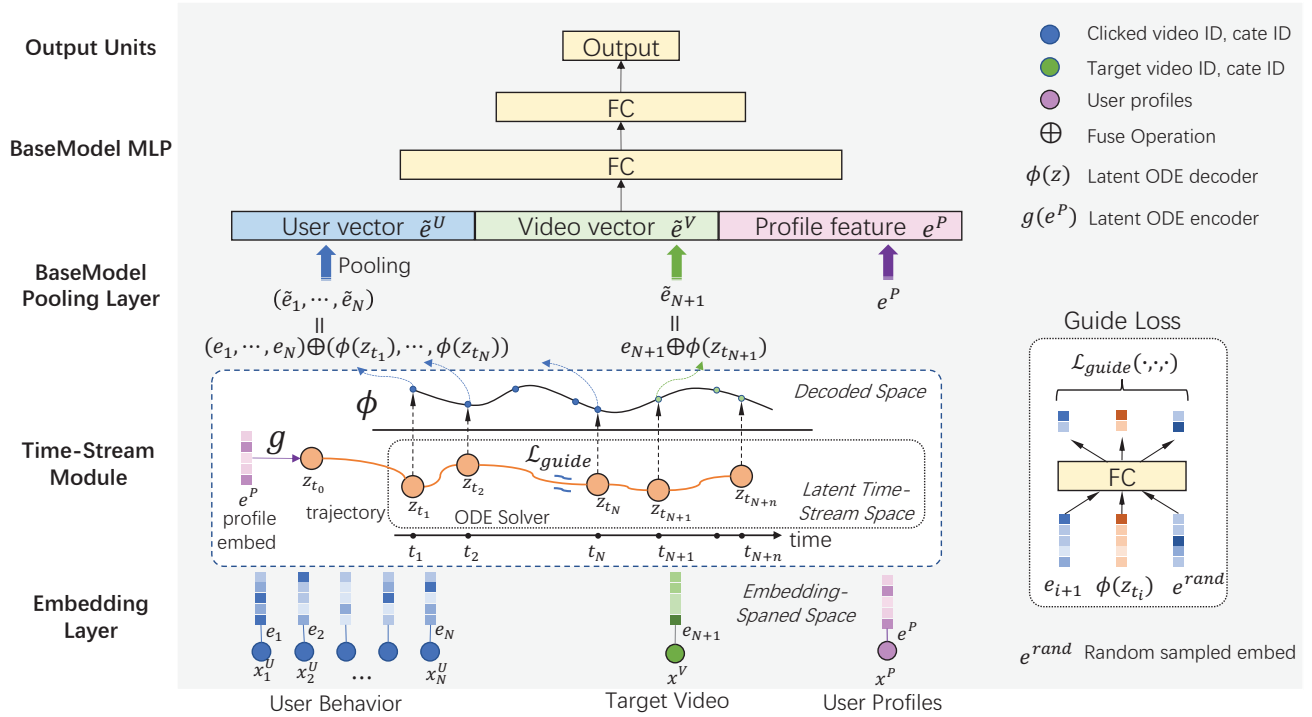 Output Units
Output
FC
BaseModel MLP
FC
User vector ẽ^U
Video vector ẽ^V
Profile feature e^P
BaseModel
Pooling Layer
Pooling
(ẽ_1, ⋯, ẽ_N)
ẽ_{N+1}
e^P
=
=
(e_1, ⋯, e_N)⊕(ϕ(z_{t_1}), ⋯, ϕ(z_{t_N}))
e_{N+1}⊕ϕ(z_{t_{N+1}})
Decoded Space
ϕ
Time-Stream
Module
g
e^P
profile
embed
z_{t_0}
trajectory
z_{t_1}
z_{t_2}
ℒ_{guide}
z_{t_N}
z_{t_{N+1}}
z_{t_{N+n}}
ODE Solver
Latent Time-
Stream Space
time
t_1 t_2 t_N t_{N+1} t_{N+n}
Embedding
Layer
e_1 e_2 e_N
e_{N+1}
e^P
Embedding-
Spaned Space
x_1^U x_2^U ... x_N^U
x^V
x^P
User Behavior
Target Video
User Profiles
Clicked video ID, cate ID
Target video ID, cate ID
User profiles
⊕ Fuse Operation
ϕ(z) Latent ODE decoder
g(e^P) Latent ODE encoder
Guide Loss
ℒ_{guide}(·,·,·)
FC
e_{i+1} ϕ(z_{t_i}) e^{rand}
e^{rand} Random sampled embed